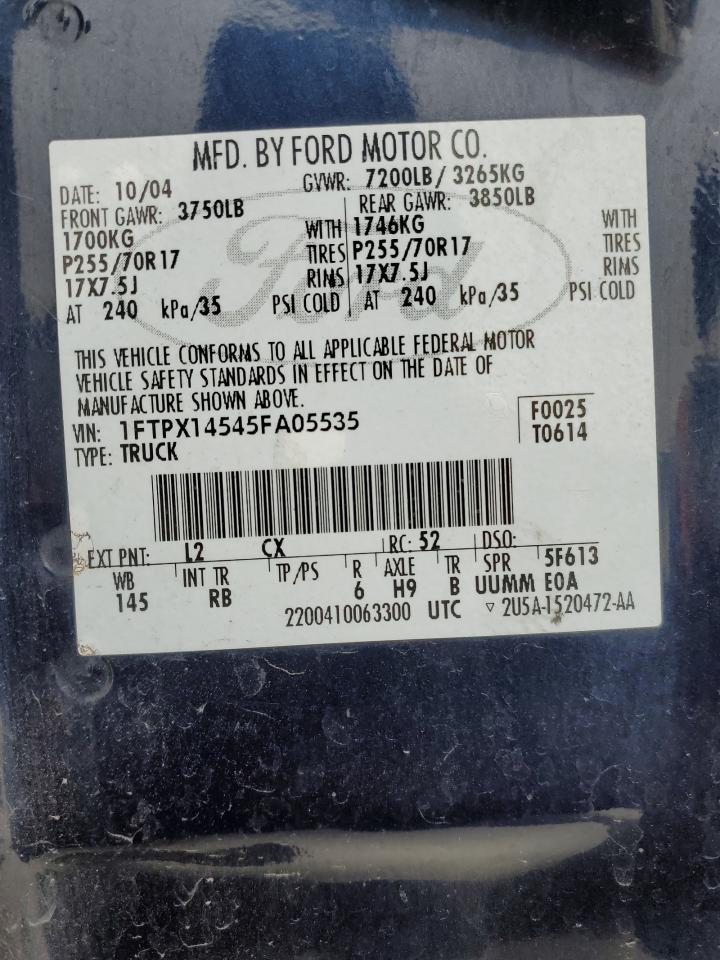 MFD. BY FORD MOTOR CO.
DATE: 10/04 GVWR: 7200LB/ 3265KG
FRONT GAWR: 3750LB REAR GAWR: 3850LB
1700KG WITH 1746KG WITH
P255/70R17 TIRES P255/70R17 TIRES
17X7.5J RIMS 17X7.5J RIMS
AT 240 kPa/35 PSI COLD AT 240 kPa/35 PSI COLD
Ford
THIS VEHICLE CONFORMS TO ALL APPLICABLE FEDERAL MOTOR
VEHICLE SAFETY STANDARDS IN EFFECT ON THE DATE OF
MANUFACTURE SHOWN ABOVE.
VIN: 1FTPX14545FA05535 F0025
TYPE: TRUCK T0614
EXT PNT: L2 CX RC: 52 DSO:
WB INT TR TP/PS R AXLE TR SPR 5F613
145 RB 6 H9 B UUMM EOA
2200410063300 UTC ▽ 2U5A-1520472-AA